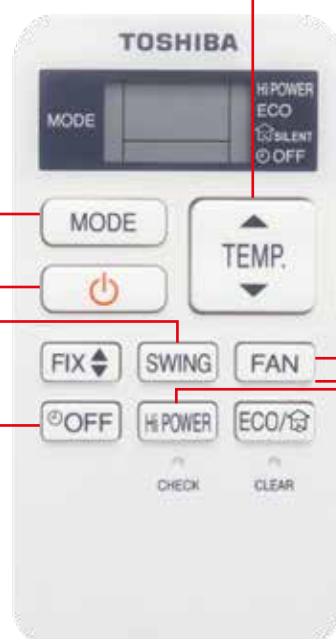 TOSHIBA
MODE
Hi POWER
ECO
SILENT
OFF
MODE
TEMP.
FIX
SWING
FAN
OFF
Hi POWER
ECO/
CHECK
CLEAR